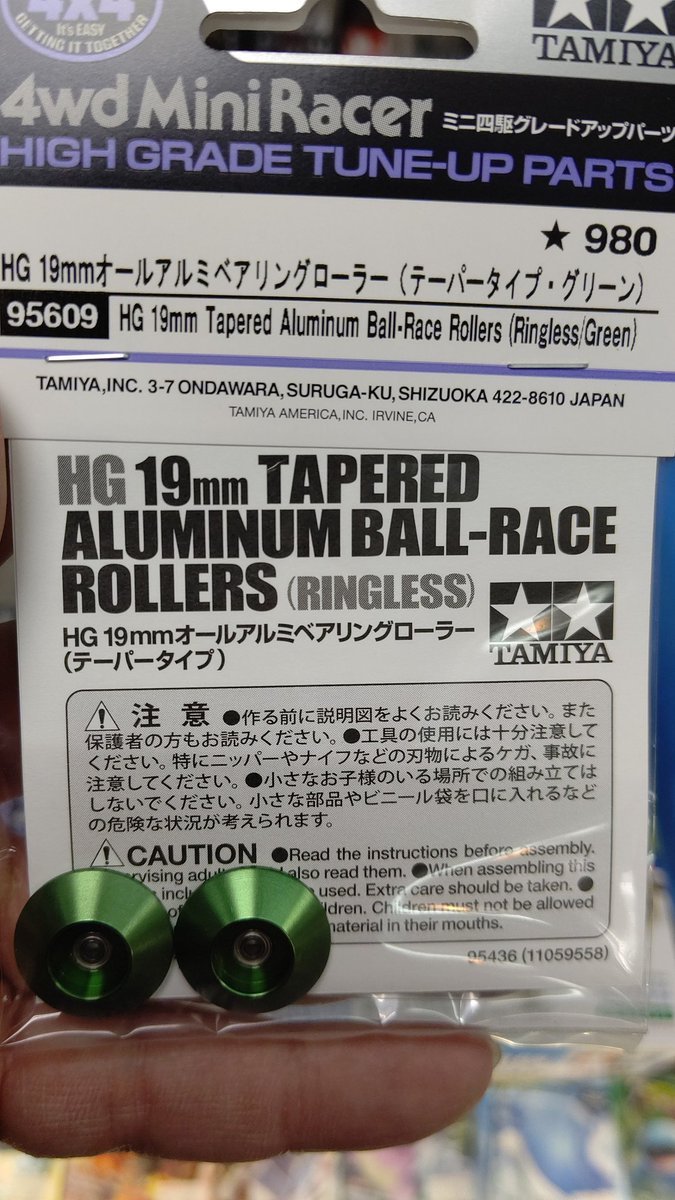 4x4
It's EASY
GETTING IT TOGETHER
TAMIYA
4wd Mini Racer ミニ四駆グレードアップパーツ
HIGH GRADE TUNE-UP PARTS
★ 980
HG 19mmオールアルミベアリングローラー（テーパータイプ・グリーン）
95609 HG 19mm Tapered Aluminum Ball-Race Rollers (Ringless/Green)
TAMIYA,INC. 3-7 ONDAWARA, SURUGA-KU, SHIZUOKA 422-8610 JAPAN
TAMIYA AMERICA, INC. IRVINE, CA
HG 19mm TAPERED
ALUMINUM BALL-RACE
ROLLERS (RINGLESS)
HG 19mmオールアルミベアリングローラー
（テーパータイプ）
TAMIYA
注 意 ●作る前に説明図をよくお読みください。また
保護者の方もお読みください。●工具の使用には十分注意して
ください。特にニッパーやナイフなどの刃物によるケガ、事故に
注意してください。●小さなお子様のいる場所での組み立ては
しないでください。小さな部品やビニール袋を口に入れるなど
の危険な状況が考えられます。
CAUTION ●Read the instructions before assembly.
also read them. ●When assembling this
used. Extra care should be taken. ●
Children must not be allowed
material in their mouths.
95436 (11059558)